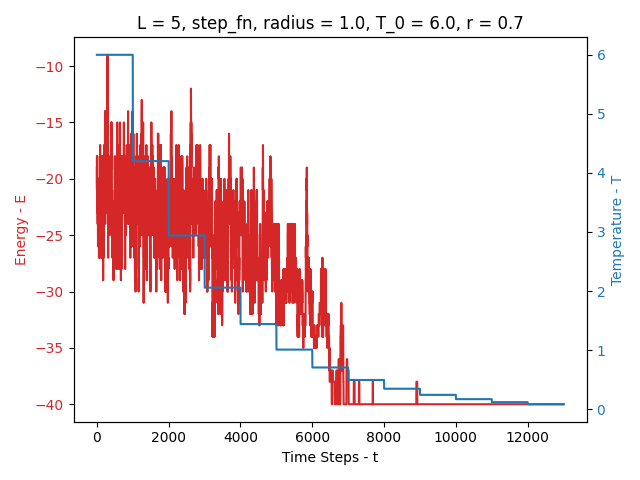 L = 5, step_fn, radius = 1.0, T_0 = 6.0, r = 0.7
Energy - E
−10
−15
−20
−25
−30
−35
−40
6
5
4
3
2
1
0
Temperature - T
0 2000 4000 6000 8000 10000 12000
Time Steps - t